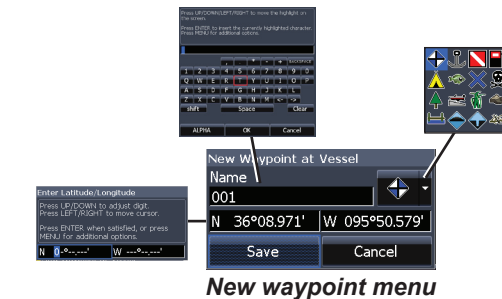 Press UP/DOWN/LEFT/RIGHT to move the highlight on
the screen.
Press ENTER to insert the currently highlighted character.
Press MENU for additional options.
BACKSPACE
1 2 3 4 5 6 7 8 9 0
Q W E R T Y U I O P
A S D F G H J K L
Z X C V B N M <- ->
shift Space Clear
ALPHA OK Cancel
New Waypoint at Vessel
Name
001
N 36°08.971' W 095°50.579'
Save Cancel
Enter Latitude/Longitude
Press UP/DOWN to adjust digit.
Press LEFT/RIGHT to move cursor.
Press ENTER when satisfied, or press
MENU for additional options.
N 0-°--.---' W ---°--.---'
New waypoint menu